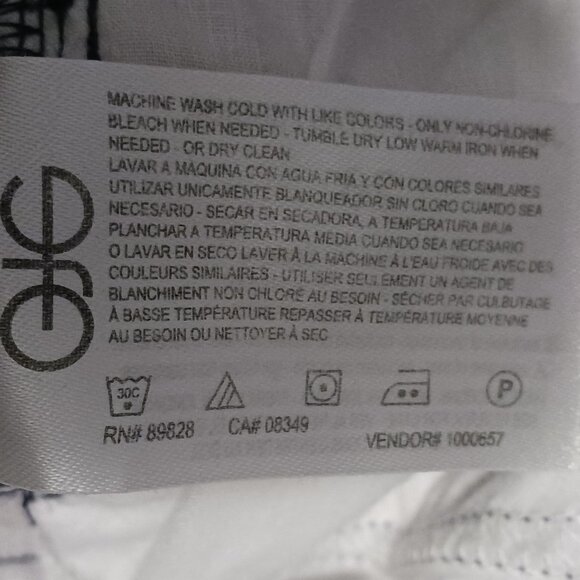 MACHINE WASH COLD WITH LIKE COLORS - ONLY NON-CHLORINE
BLEACH WHEN NEEDED - TUMBLE DRY LOW WARM IRON WHEN
NEEDED - OR DRY CLEAN
LAVAR A MAQUINA CON AGUA FRIA Y CON COLORES SIMILARES
UTILIZAR UNICAMENTE BLANQUEADOR SIN CLORO CUANDO SEA
NECESARIO - SECAR EN SECADORA, A TEMPERATURA BAJA
PLANCHAR A TEMPERATURA MEDIA CUANDO SEA NECESARIO
O LAVAR EN SECO LAVER À LA MACHINE À L'EAU FROIDE AVEC DES
COULEURS SIMILAIRES - UTILISER SEULEMENT UN AGENT DE
BLANCHIMENT NON CHLORÉ AU BESOIN - SÉCHER PAR CULBUTAGE
À BASSE TEMPÉRATURE REPASSER À TEMPÉRATURE MOYENNE
AU BESOIN OU NETTOYER À SEC
30C
P
RN# 89828 CA# 08349 VENDOR# 1000657